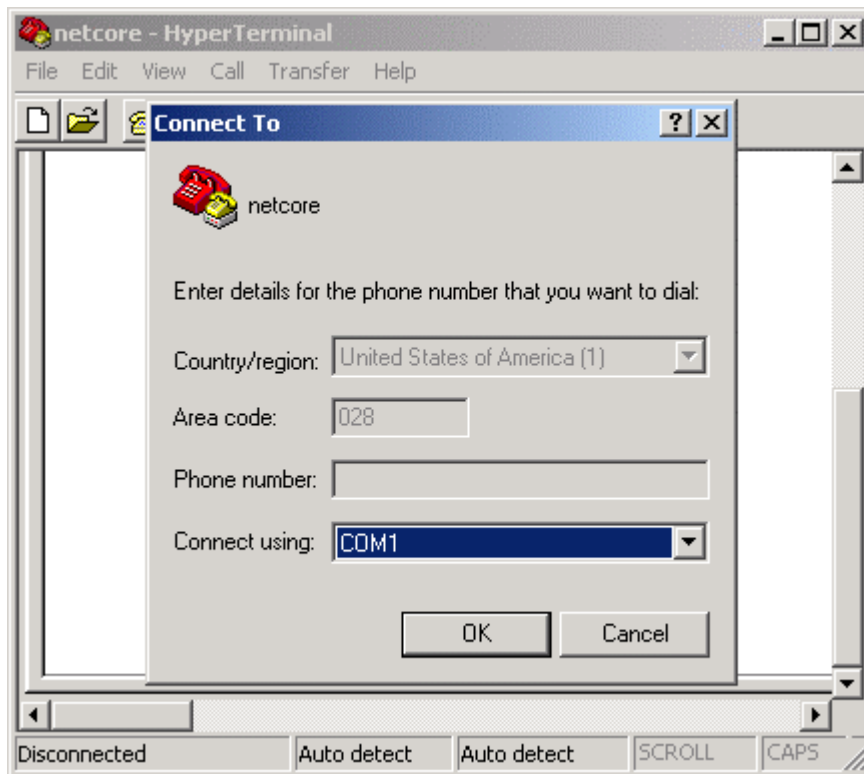 netcore - HyperTerminal
File Edit View Call Transfer Help
Connect To
netcore
Enter details for the phone number that you want to dial:
Country/region: United States of America (1)
Area code: 028
Phone number:
Connect using: COM1
OK Cancel
Disconnected Auto detect Auto detect SCROLL CAPS